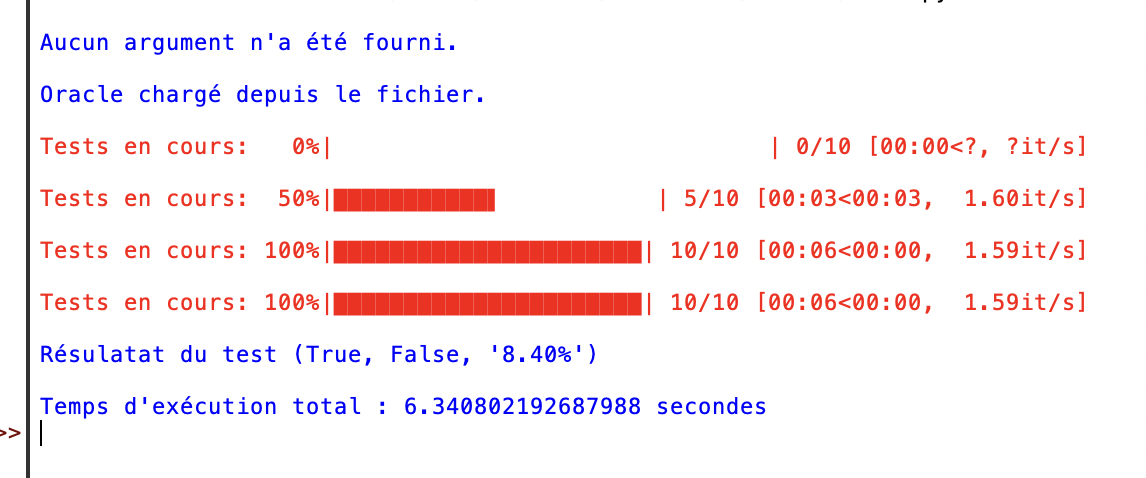 Aucun argument n'a été fourni.
Oracle chargé depuis le fichier.
Tests en cours:   0%|                                | 0/10 [00:00<?, ?it/s]
Tests en cours:  50%|███████████▌            | 5/10 [00:03<00:03,  1.60it/s]
Tests en cours: 100%|██████████████████████| 10/10 [00:06<00:00,  1.59it/s]
Tests en cours: 100%|██████████████████████| 10/10 [00:06<00:00,  1.59it/s]
Résulatat du test (True, False, '8.40%')
Temps d'exécution total : 6.340802192687988 secondes
>>